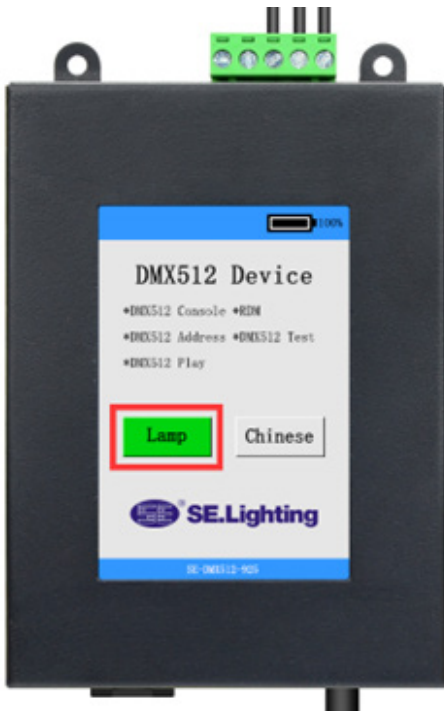 100%
DMX512 Device
*DMX512 Console *RDM
*DMX512 Address *DMX512 Test
*DMX512 Play
Lamp Chinese
SE SE.Lighting
SE-DMX512-925